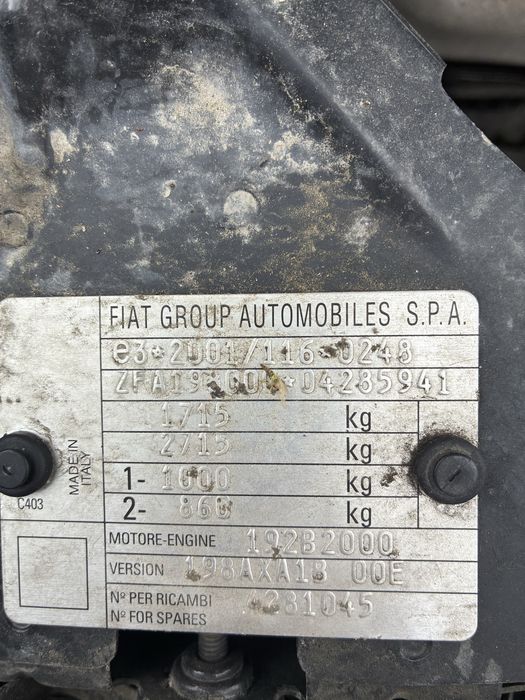 FIAT GROUP AUTOMOBILES S.P.A.
e3*2001/116*0248
1715 kg
2715 kg
1- 1000 kg
2- 860 kg
MADE IN
ITALY
C403
MOTORE-ENGINE 192B2000
VERSION 198AXA1B 00E
Nº PER RICAMBI
Nº FOR SPARES 4281045